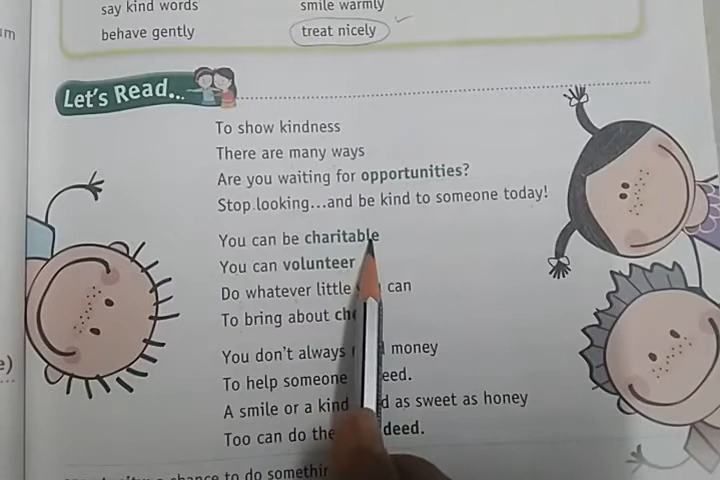 say kind words
smile warmly
behave gently
treat nicely
Let's Read...
To show kindness
There are many ways
Are you waiting for opportunities?
Stop looking...and be kind to someone today!
You can be charitable
You can volunteer
Do whatever little can
To bring about
You don't always money
To help someone
A smile or a kind as sweet as honey
Too can do the deed.
a chance to do